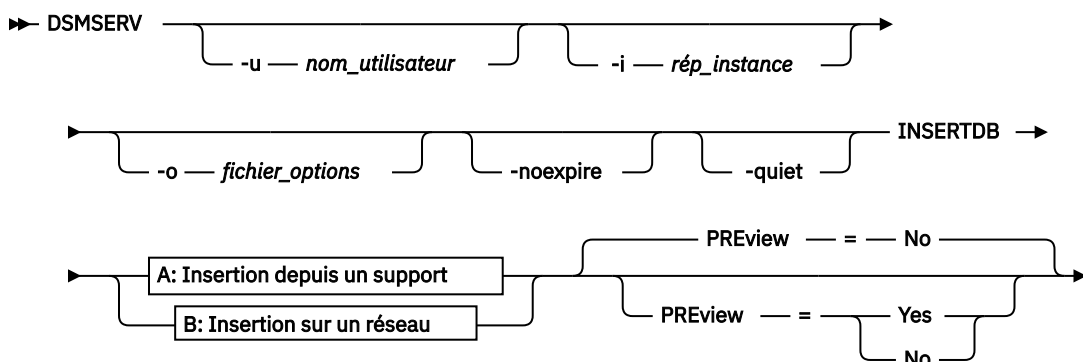 DSMSERV
-u nom_utilisateur
-i rép_instance
-o fichier_options
-noexpire
-quiet
INSERTDB
A: Insertion depuis un support
B: Insertion sur un réseau
PREview = No
PREview = Yes
No